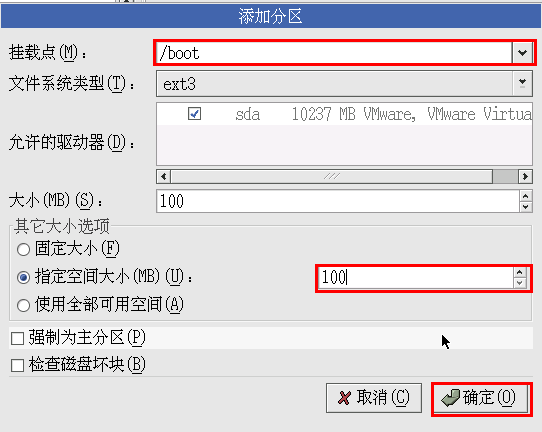 添加分区
挂载点(M): /boot
文件系统类型(T): ext3
sda 10237 MB VMware, VMware Virtua
允许的驱动器(D):
大小(MB)(S): 100
其它大小选项
固定大小(F)
指定空间大小(MB)(U): 100
使用全部可用空间(A)
强制为主分区(P)
检查磁盘坏块(B)
取消(C) 确定(O)